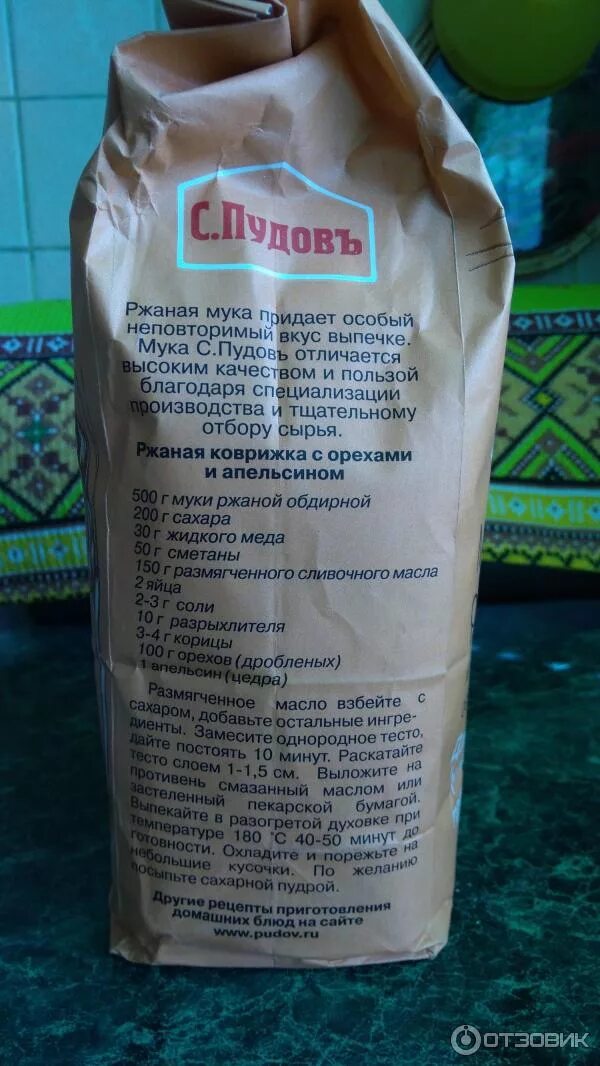 С.Пудовъ
Ржаная мука придает особый
неповторимый вкус выпечке.
Мука С.Пудовъ отличается
высоким качеством и пользой
благодаря специализации
производства и тщательному
отбору сырья.
Ржаная коврижка с орехами
и апельсином
500 г муки ржаной обдирной
200 г сахара
30 г жидкого меда
50 г сметаны
150 г размягченного сливочного масла
2 яйца
2-3 г соли
10 г разрыхлителя
3-4 г корицы
100 г орехов (дробленых)
1 апельсин (цедра)
Размягченное масло взбейте с
сахаром, добавьте остальные ингре-
диенты. Замесите однородное тесто,
дайте постоять 10 минут. Раскатайте
тесто слоем 1-1,5 см. Выложите на
противень смазанный маслом или
застеленный пекарской бумагой.
Выпекайте в разогретой духовке при
температуре 180 °С 40-50 минут до
готовности. Охладите и порежьте на
небольшие кусочки. По желанию
посыпьте сахарной пудрой.
Другие рецепты приготовления
домашних блюд на сайте
www.pudov.ru
ОТЗОВИК